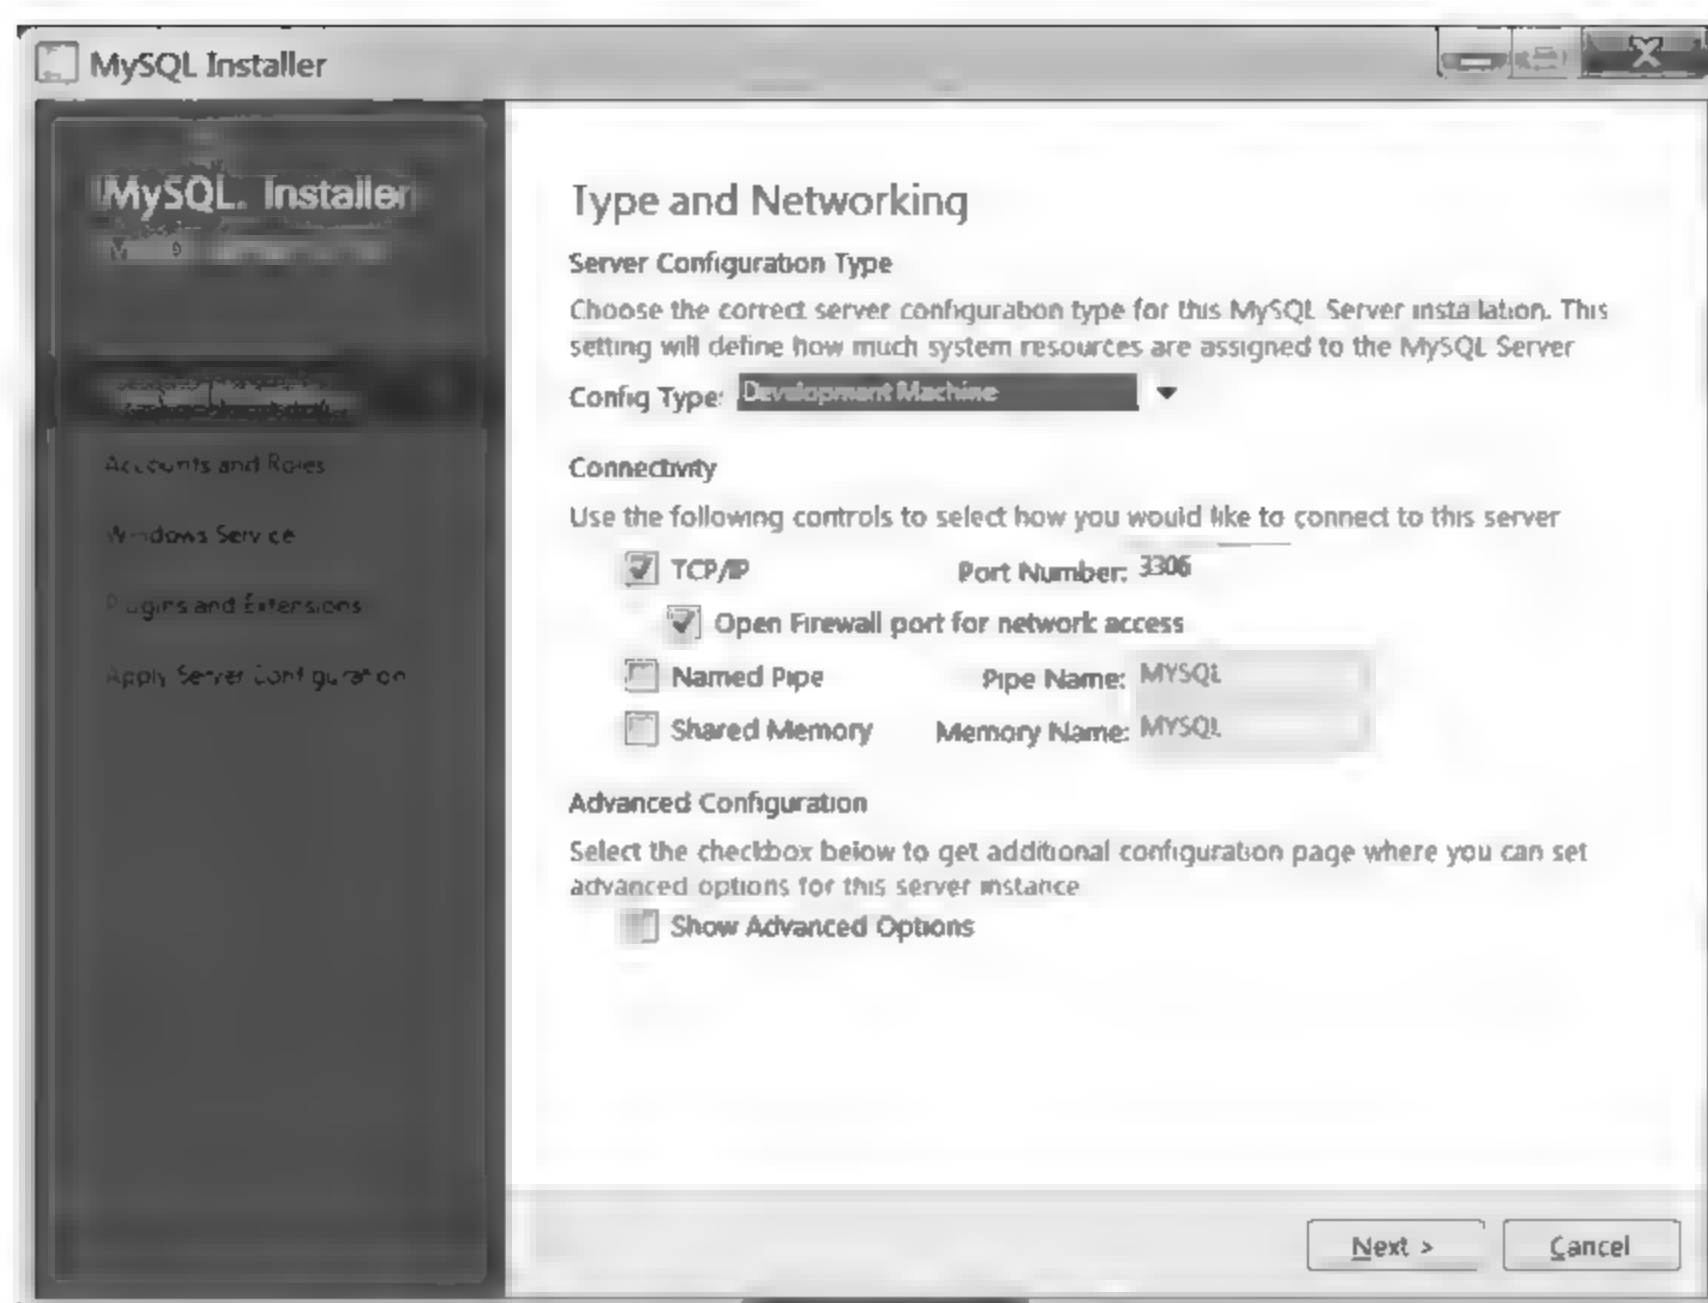 MySQL Installer
MySQL. Installer
Accounts and Roles
Windows Service
Plugins and Extensions
Apply Server Configuration
Type and Networking
Server Configuration Type
Choose the correct server configuration type for this MySQL Server installation. This
setting will define how much system resources are assigned to the MySQL Server
Config Type: Development Machine
Connectivity
Use the following controls to select how you would like to connect to this server
TCP/IP Port Number: 3306
Open Firewall port for network access
Named Pipe Pipe Name: MYSQL
Shared Memory Memory Name: MYSQL
Advanced Configuration
Select the checkbox below to get additional configuration page where you can set
advanced options for this server instance
Show Advanced Options
Next > Cancel